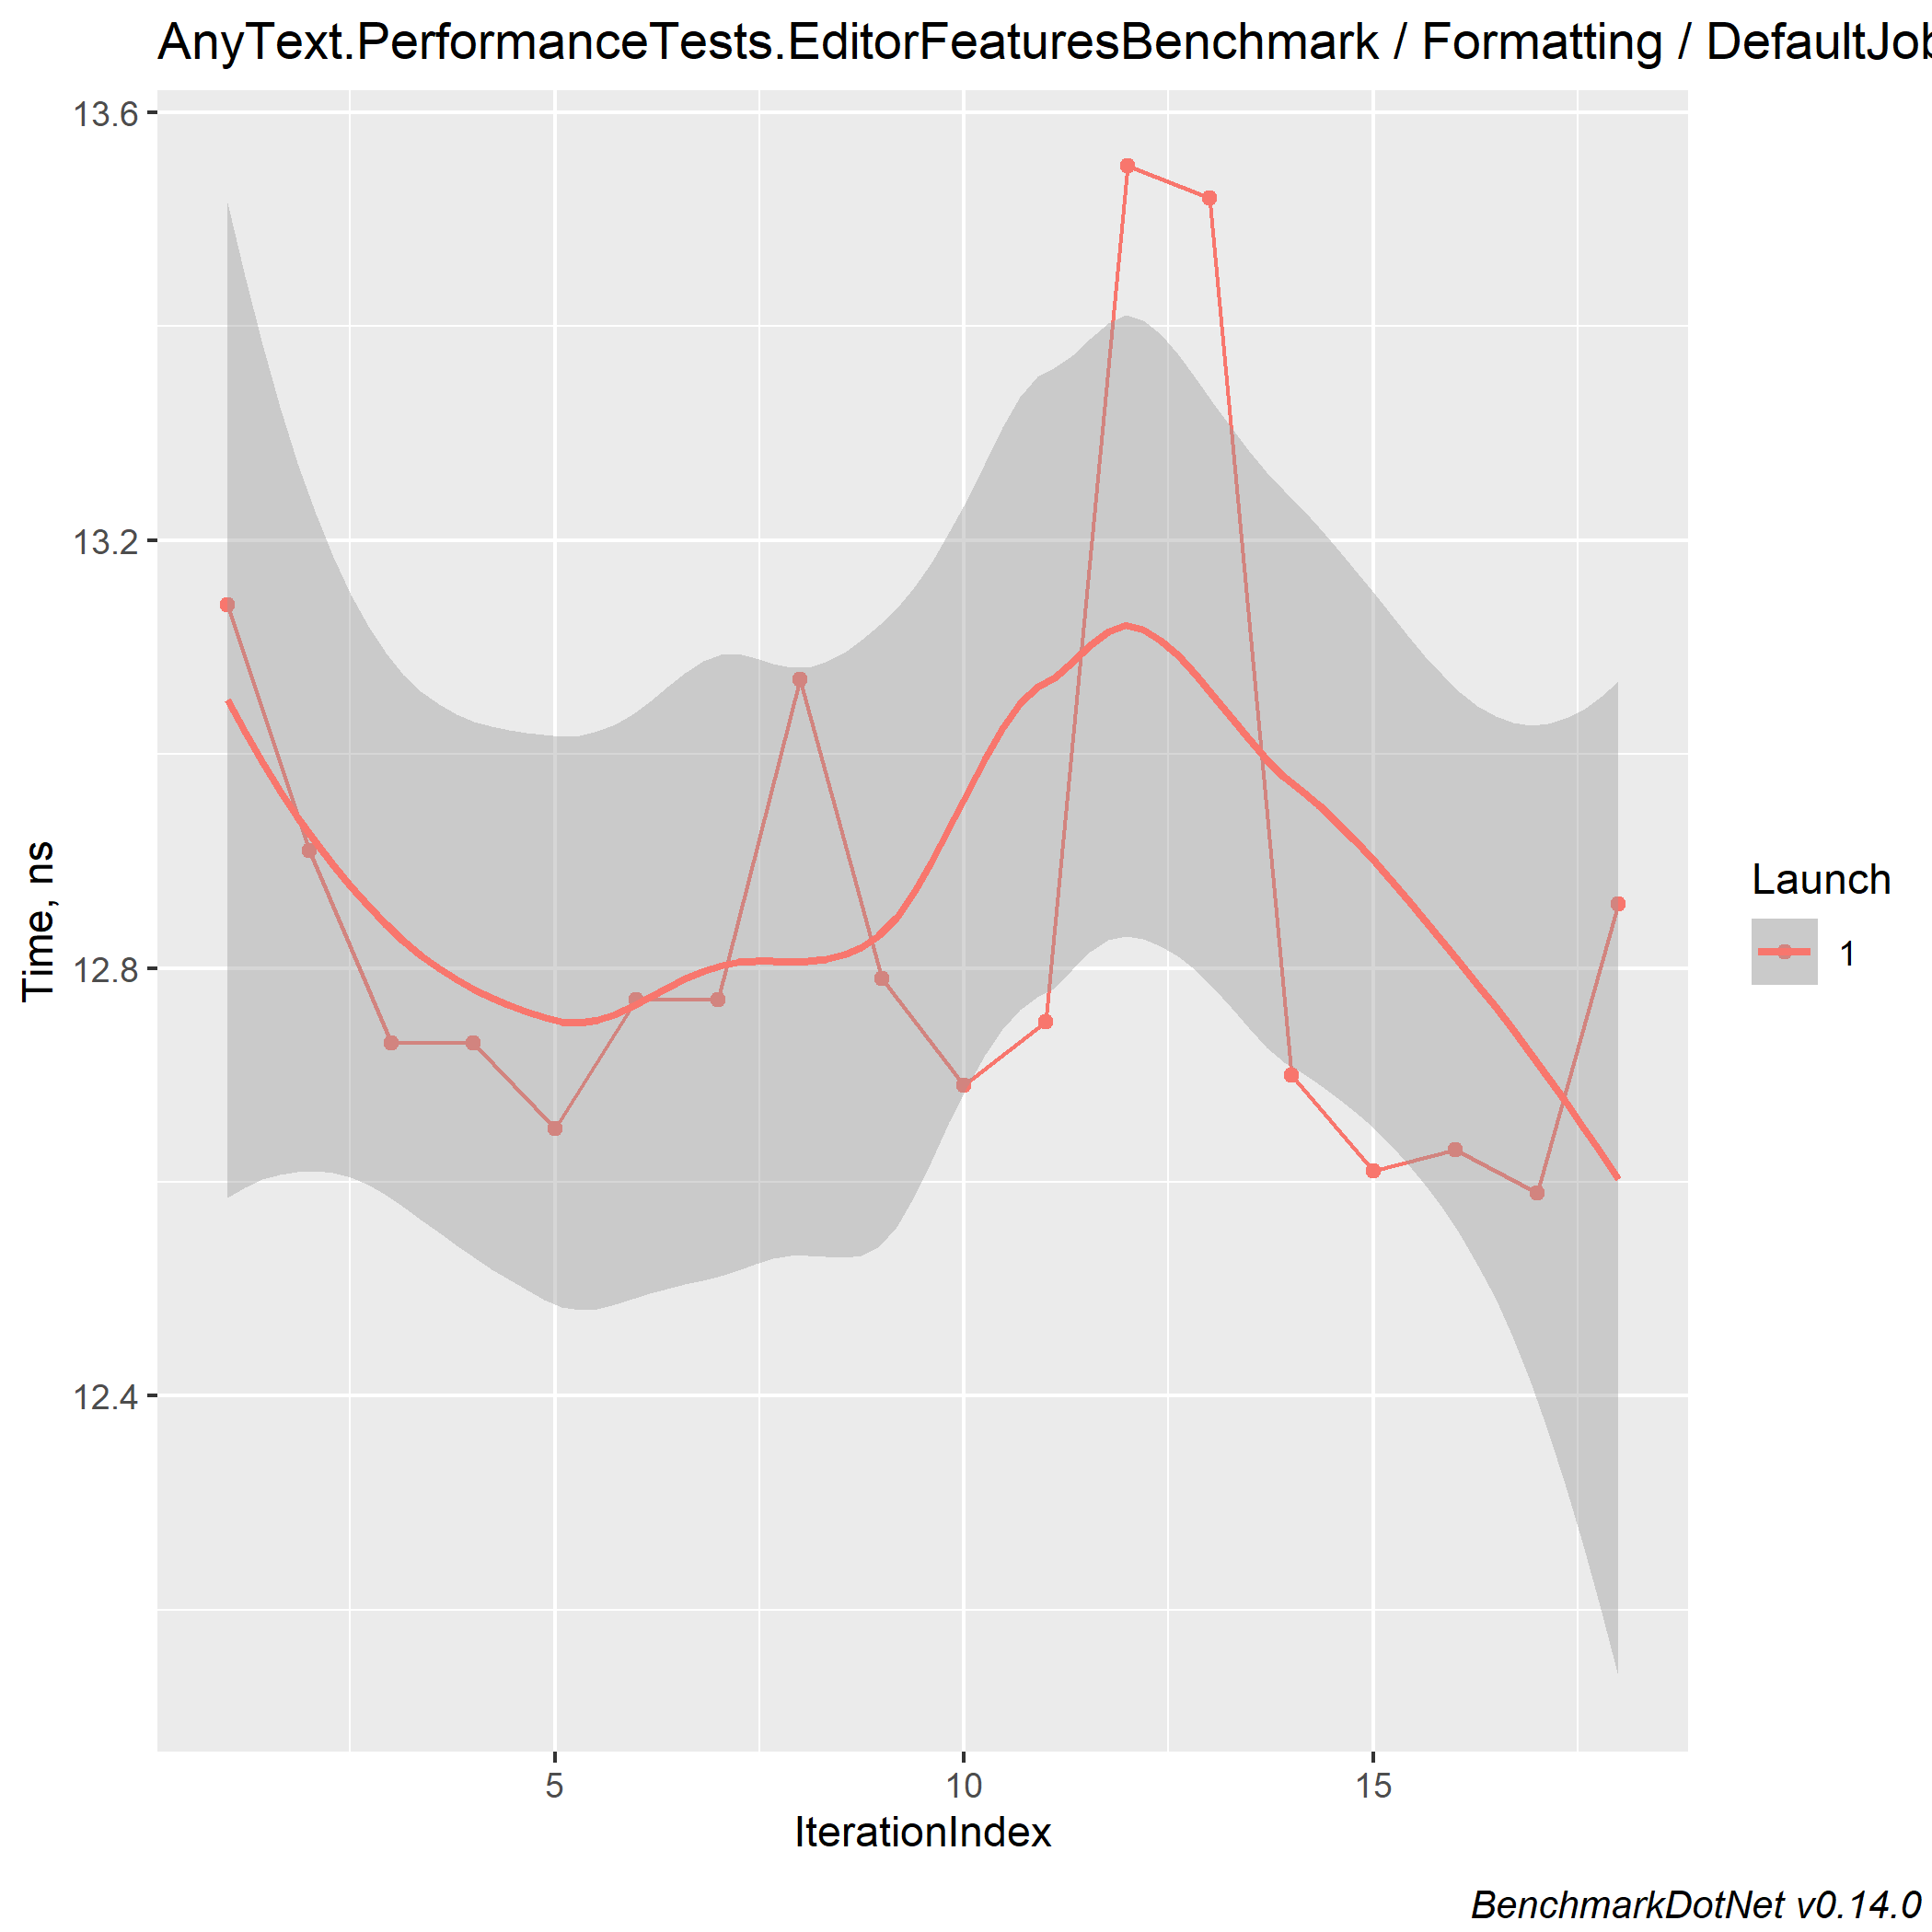 AnyText.PerformanceTests.EditorFeaturesBenchmark / Formatting / DefaultJob
13.6
13.2
12.8
12.4
Time, ns
5
10
15
IterationIndex
Launch
1
BenchmarkDotNet v0.14.0